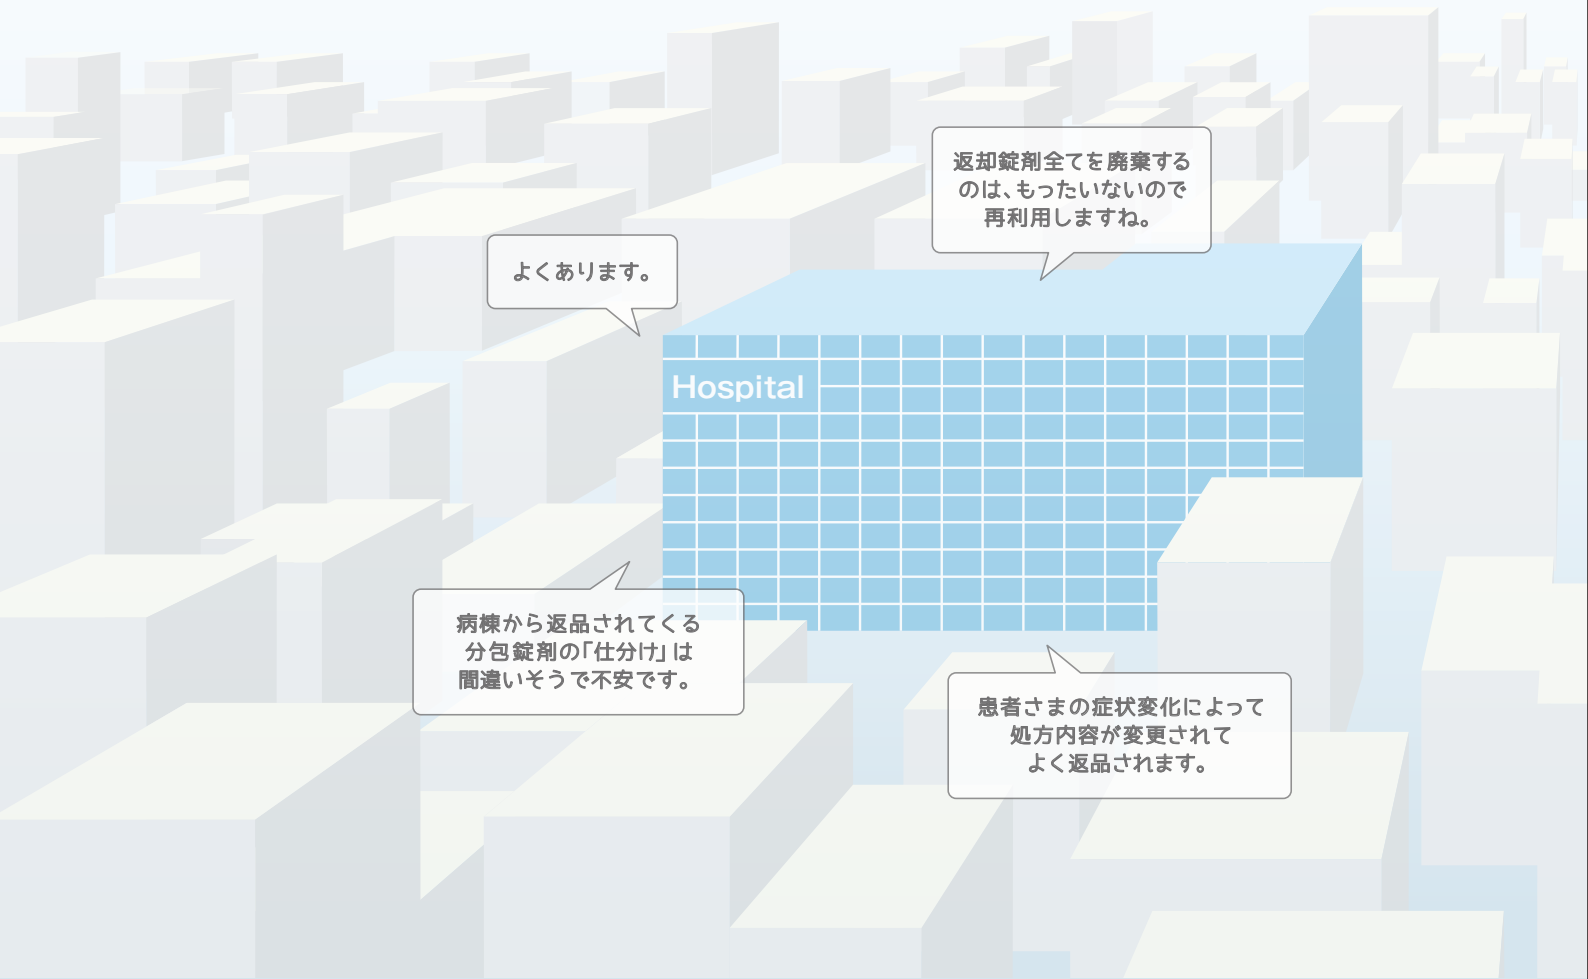 返却錠剤全てを廃棄する
のは、もったいないので
再利用しますね。
よくあります。
Hospital
病棟から返品されてくる
分包錠剤の「仕分け」は
間違いそうで不安です。
患者さまの症状変化によって
処方内容が変更されて
よく返品されます。